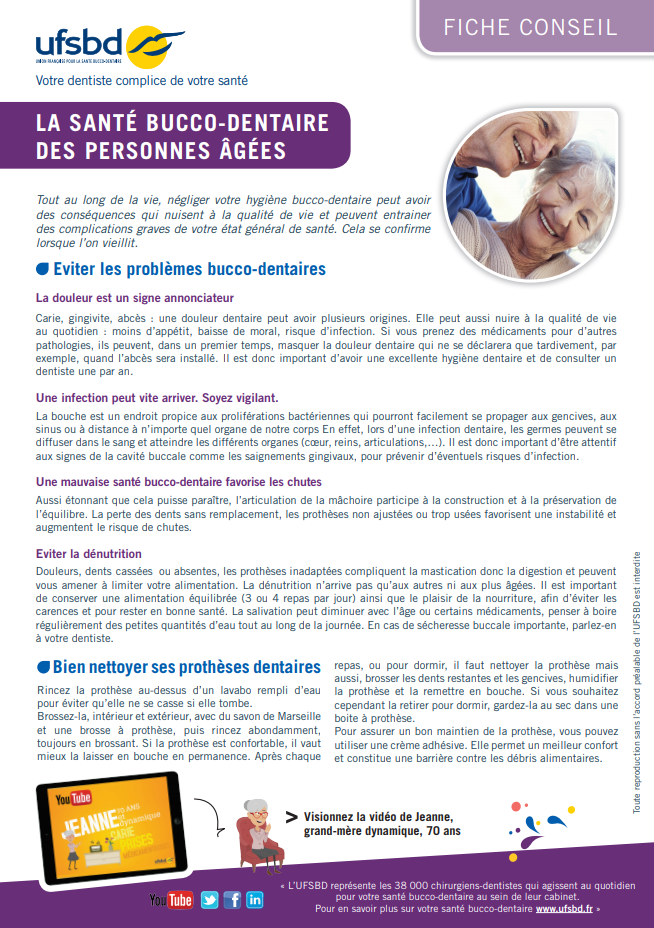 ufsbd
UNION FRANÇAISE POUR LA SANTÉ BUCCO-DENTAIRE
Votre dentiste complice de votre santé
FICHE CONSEIL
LA SANTÉ BUCCO-DENTAIRE
DES PERSONNES ÂGÉES
Tout au long de la vie, négliger votre hygiène bucco-dentaire peut avoir
des conséquences qui nuisent à la qualité de vie et peuvent entrainer
des complications graves de votre état général de santé. Cela se confirme
lorsque l'on vieillit.
Eviter les problèmes bucco-dentaires
La douleur est un signe annonciateur
Carie, gingivite, abcès : une douleur dentaire peut avoir plusieurs origines. Elle peut aussi nuire à la qualité de vie
au quotidien : moins d'appétit, baisse de moral, risque d'infection. Si vous prenez des médicaments pour d'autres
pathologies, ils peuvent, dans un premier temps, masquer la douleur dentaire qui ne se déclarera que tardivement, par
exemple, quand l'abcès sera installé. Il est donc important d'avoir une excellente hygiène dentaire et de consulter un
dentiste une par an.
Une infection peut vite arriver. Soyez vigilant.
La bouche est un endroit propice aux proliférations bactériennes qui pourront facilement se propager aux gencives, aux
sinus ou à distance à n'importe quel organe de notre corps En effet, lors d'une infection dentaire, les germes peuvent se
diffuser dans le sang et atteindre les différents organes (cœur, reins, articulations,...). Il est donc important d'être attentif
aux signes de la cavité buccale comme les saignements gingivaux, pour prévenir d'éventuels risques d'infection.
Une mauvaise santé bucco-dentaire favorise les chutes
Aussi étonnant que cela puisse paraître, l'articulation de la mâchoire participe à la construction et à la préservation de
l'équilibre. La perte des dents sans remplacement, les prothèses non ajustées ou trop usées favorisent une instabilité et
augmentent le risque de chutes.
Eviter la dénutrition
Douleurs, dents cassées ou absentes, les prothèses inadaptées compliquent la mastication donc la digestion et peuvent
vous amener à limiter votre alimentation. La dénutrition n'arrive pas qu'aux autres ni aux plus âgées. Il est important
de conserver une alimentation équilibrée (3 ou 4 repas par jour) ainsi que le plaisir de la nourriture, afin d'éviter les
carences et pour rester en bonne santé. La salivation peut diminuer avec l'âge ou certains médicaments, penser à boire
régulièrement des petites quantités d'eau tout au long de la journée. En cas de sécheresse buccale importante, parlez-en
à votre dentiste.
Bien nettoyer ses prothèses dentaires
Rincez la prothèse au-dessus d'un lavabo rempli d'eau
pour éviter qu'elle ne se casse si elle tombe.
Brossez-la, intérieur et extérieur, avec du savon de Marseille
et une brosse à prothèse, puis rincez abondamment,
toujours en brossant. Si la prothèse est confortable, il vaut
mieux la laisser en bouche en permanence. Après chaque
repas, ou pour dormir, il faut nettoyer la prothèse mais
aussi, brosser les dents restantes et les gencives, humidifier
la prothèse et la remettre en bouche. Si vous souhaitez
cependant la retirer pour dormir, gardez-la au sec dans une
boite à prothèse.
Pour assurer un bon maintien de la prothèse, vous pouvez
utiliser une crème adhésive. Elle permet un meilleur confort
et constitue une barrière contre les débris alimentaires.
Toute reproduction sans l'accord préalable de l'UFSBD est interdite
YouTube
JEANNE
73 ANS
dynamique
CARIE
PRISES
ufsbd
> Visionnez la vidéo de Jeanne,
grand-mère dynamique, 70 ans
YouTube
f
in
« L'UFSBD représente les 38 000 chirurgiens-dentistes qui agissent au quotidien
pour votre santé bucco-dentaire au sein de leur cabinet.
Pour en savoir plus sur votre santé bucco-dentaire www.ufsbd.fr »